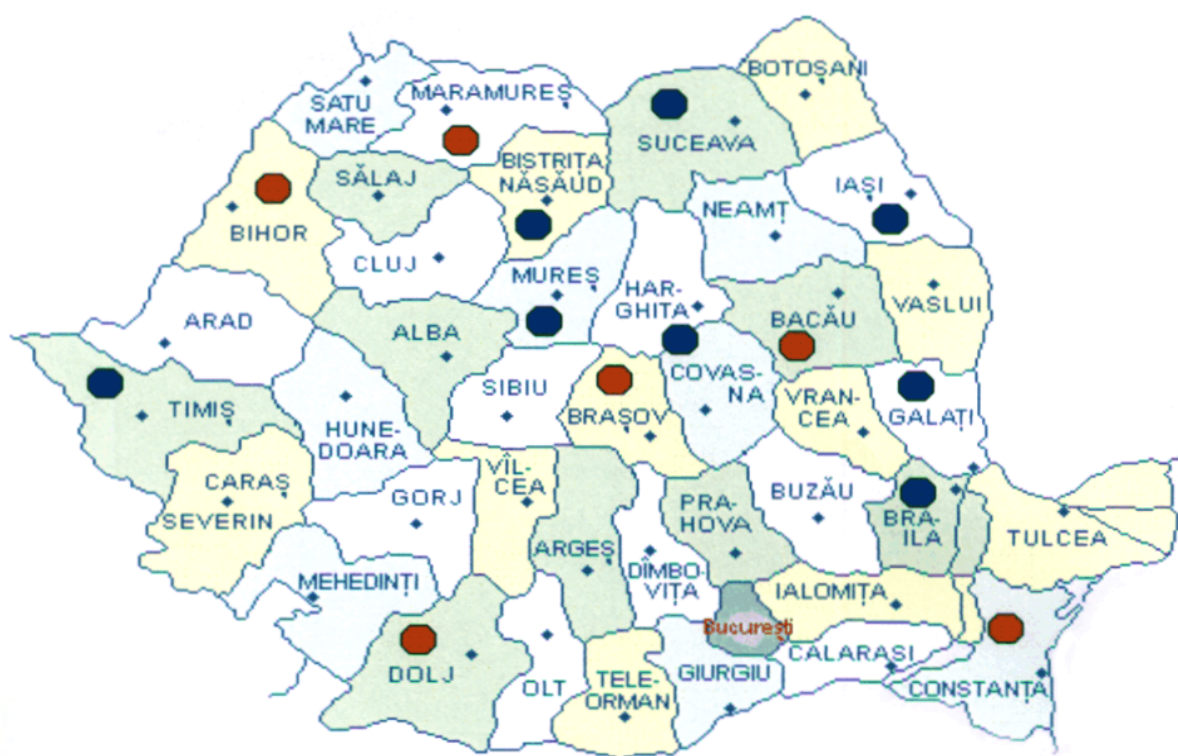 BOTOȘANI
SATU
MARE
MARAMUREȘ
SUCEAVA
BISTRIȚA
NĂSĂUD
SĂLAJ
IAȘI
NEAMȚ
BIHOR
CLUJ
MUREȘ
HAR-
GHITA
VASLUI
ARAD
ALBA
BACĂU
SIBIU
COVAS-
NA
TIMIȘ
HUNE-
DOARA
BRAȘOV
VRAN-
CEA
GALAȚI
CARAȘ
SEVERIN
VÎL-
CEA
GORJ
PRA-
HOVA
BUZĂU
BRA-
ILA
TULCEA
ARGEȘ
DÎMBO-
VIȚA
MEHEDINȚI
IALOMIȚA
București
CALARASI
DOLJ
OLT
TELE-
ORMAN
GIURGIU
CONSTANȚA